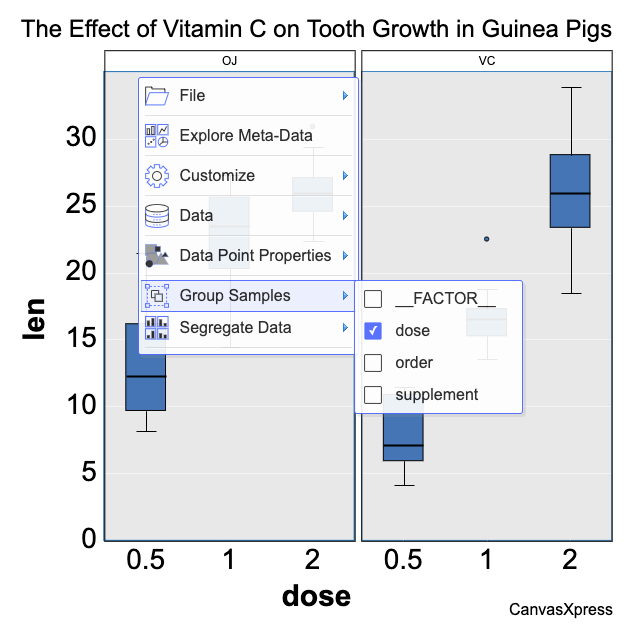 The Effect of Vitamin C on Tooth Growth in Guinea Pigs
OJ
VC
File
Explore Meta-Data
Customize
Data
Data Point Properties
Group Samples
Segregate Data
__FACTOR__
dose
order
supplement
len
30
25
20
15
10
5
0
0.5 1 2 0.5 1 2
dose
CanvasXpress